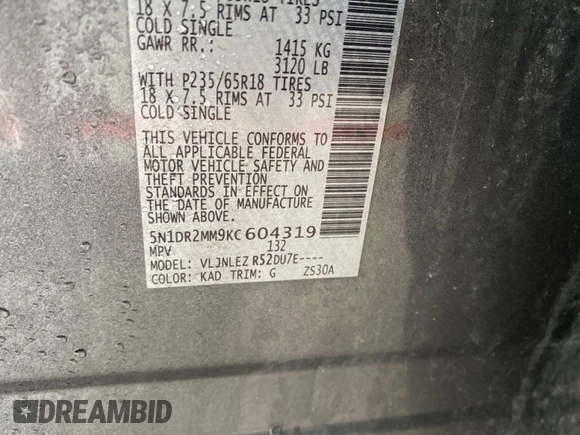 TIRES
18 X 7.5 RIMS AT 33 PSI
COLD SINGLE
GAWR RR.: 1415 KG
3120 LB
WITH P235/65R18 TIRES
18 X 7.5 RIMS AT 33 PSI
COLD SINGLE
THIS VEHICLE CONFORMS TO
ALL APPLICABLE FEDERAL
MOTOR VEHICLE SAFETY AND
THEFT PREVENTION
STANDARDS IN EFFECT ON
THE DATE OF MANUFACTURE
SHOWN ABOVE.
5N1DR2MM9KC604319
MPV 132
MODEL: VLJNLEZ R52DU7E----
COLOR: KAD TRIM: G ZS30A
DREAMBID